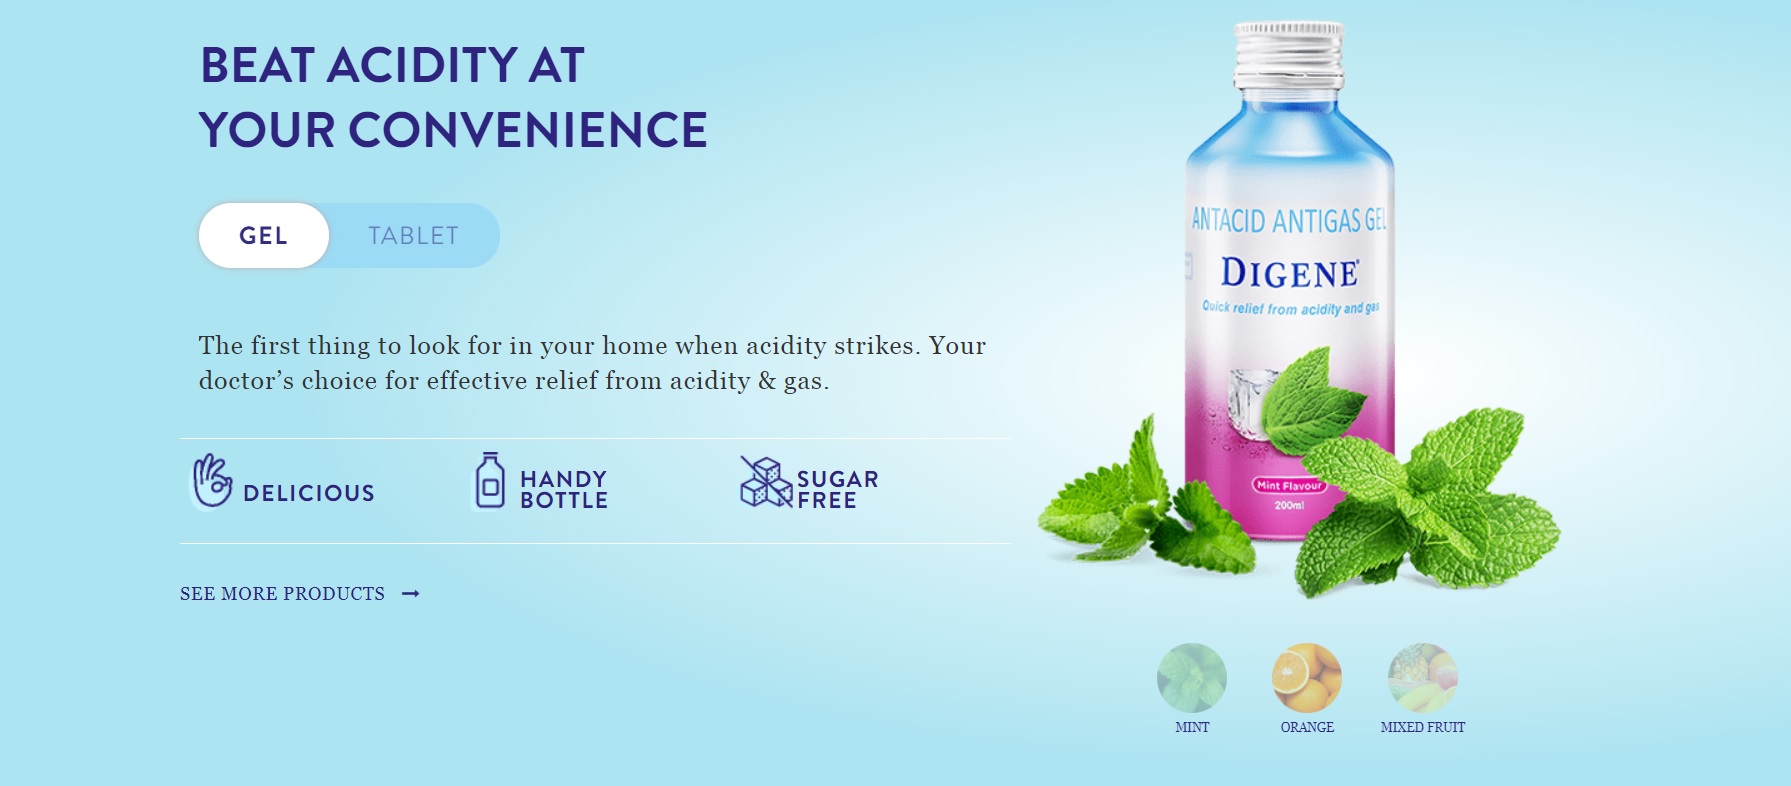 BEAT ACIDITY AT
YOUR CONVENIENCE
GEL
TABLET
The first thing to look for in your home when acidity strikes. Your
doctor’s choice for effective relief from acidity & gas.
DELICIOUS
HANDY
BOTTLE
SUGAR
FREE
SEE MORE PRODUCTS
ANTACID ANTIGAS GEL
DIGENE®
Quick relief from acidity and gas
Mint Flavour
200ml
MINT
ORANGE
MIXED FRUIT